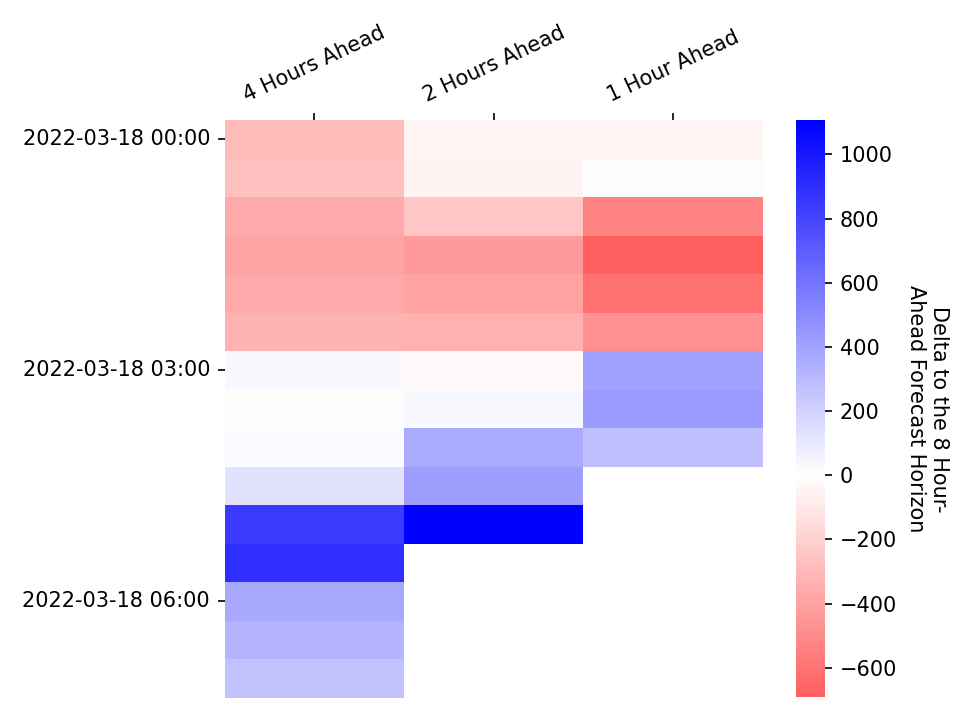 4 Hours Ahead
2 Hours Ahead
1 Hour Ahead
2022-03-18 00:00
2022-03-18 03:00
2022-03-18 06:00
1000
800
600
400
200
0
−200
−400
−600
Delta to the 8 Hour-
Ahead Forecast Horizon